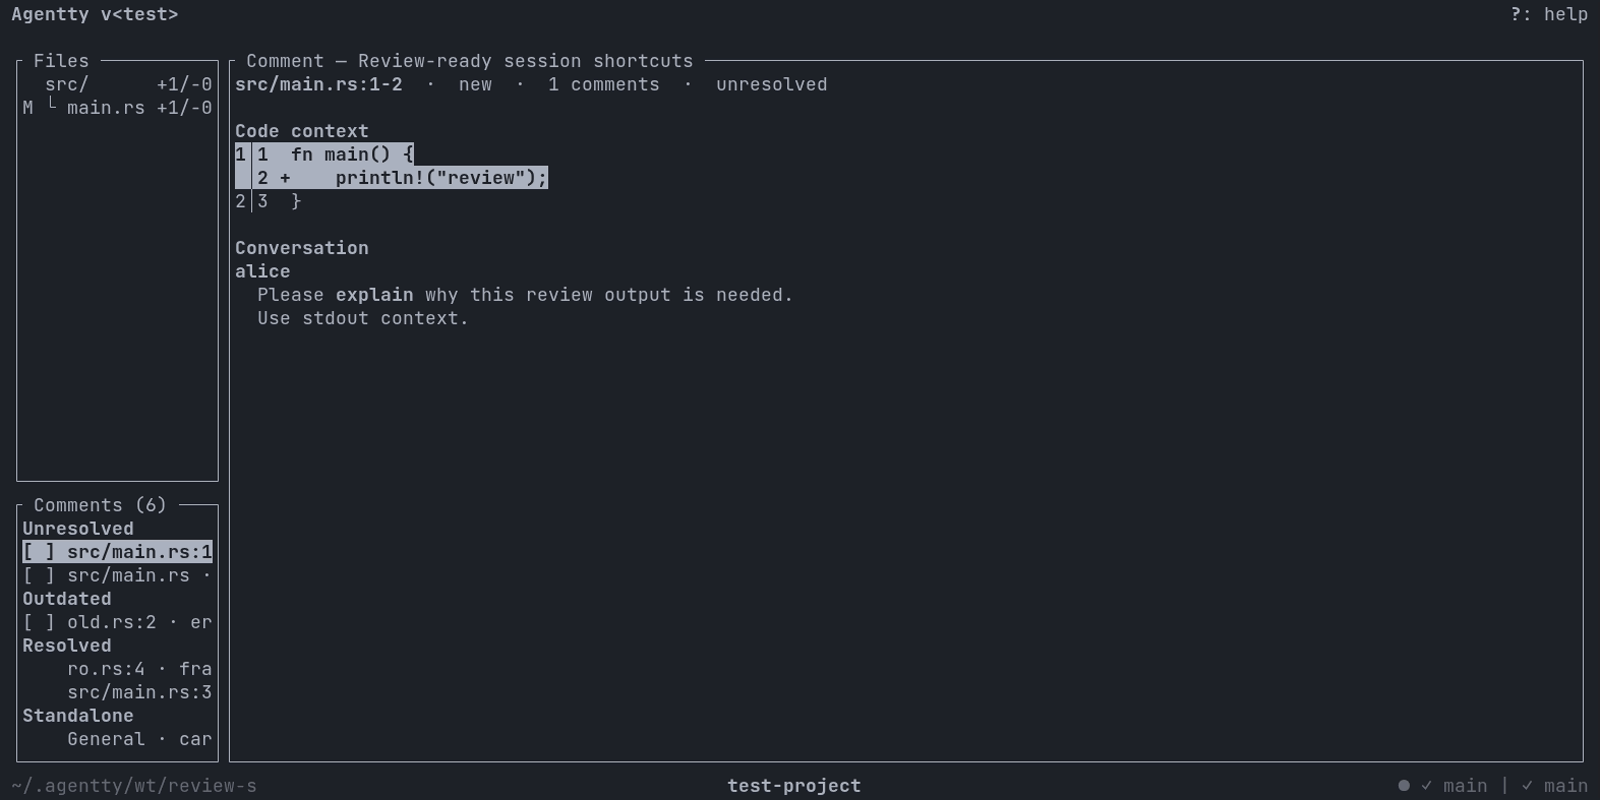 Agentty v<test>
?: help
Files
src/ +1/-0
M └ main.rs +1/-0
Comments (6)
Unresolved
[ ] src/main.rs:1
[ ] src/main.rs ·
Outdated
[ ] old.rs:2 · er
Resolved
ro.rs:4 · fra
src/main.rs:3
Standalone
General · car
Comment — Review-ready session shortcuts
src/main.rs:1-2 · new · 1 comments · unresolved
Code context
1│1  fn main() {
 │2 +    println!("review");
2│3  }
Conversation
alice
Please explain why this review output is needed.
Use stdout context.
~/.agentty/wt/review-s
test-project
● ✓ main | ✓ main